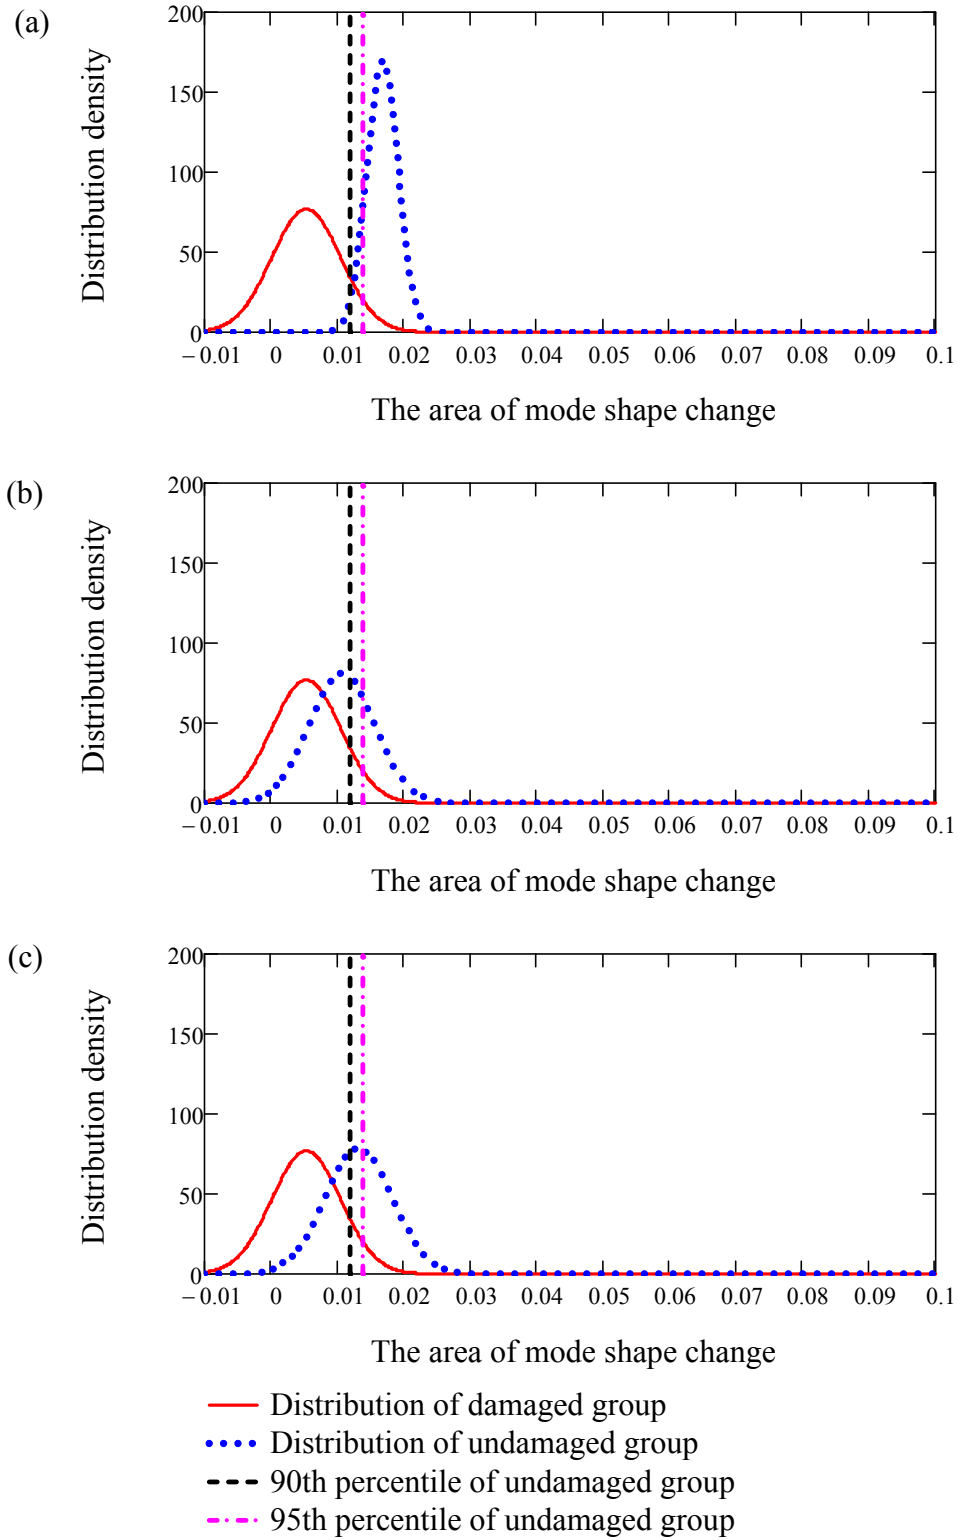 (a)
Distribution density
200
150
100
50
0
−0.01 0 0.01 0.02 0.03 0.04 0.05 0.06 0.07 0.08 0.09 0.1
The area of mode shape change
(b)
Distribution density
200
150
100
50
0
−0.01 0 0.01 0.02 0.03 0.04 0.05 0.06 0.07 0.08 0.09 0.1
The area of mode shape change
(c)
Distribution density
200
150
100
50
0
−0.01 0 0.01 0.02 0.03 0.04 0.05 0.06 0.07 0.08 0.09 0.1
The area of mode shape change
Distribution of damaged group
Distribution of undamaged group
90th percentile of undamaged group
95th percentile of undamaged group